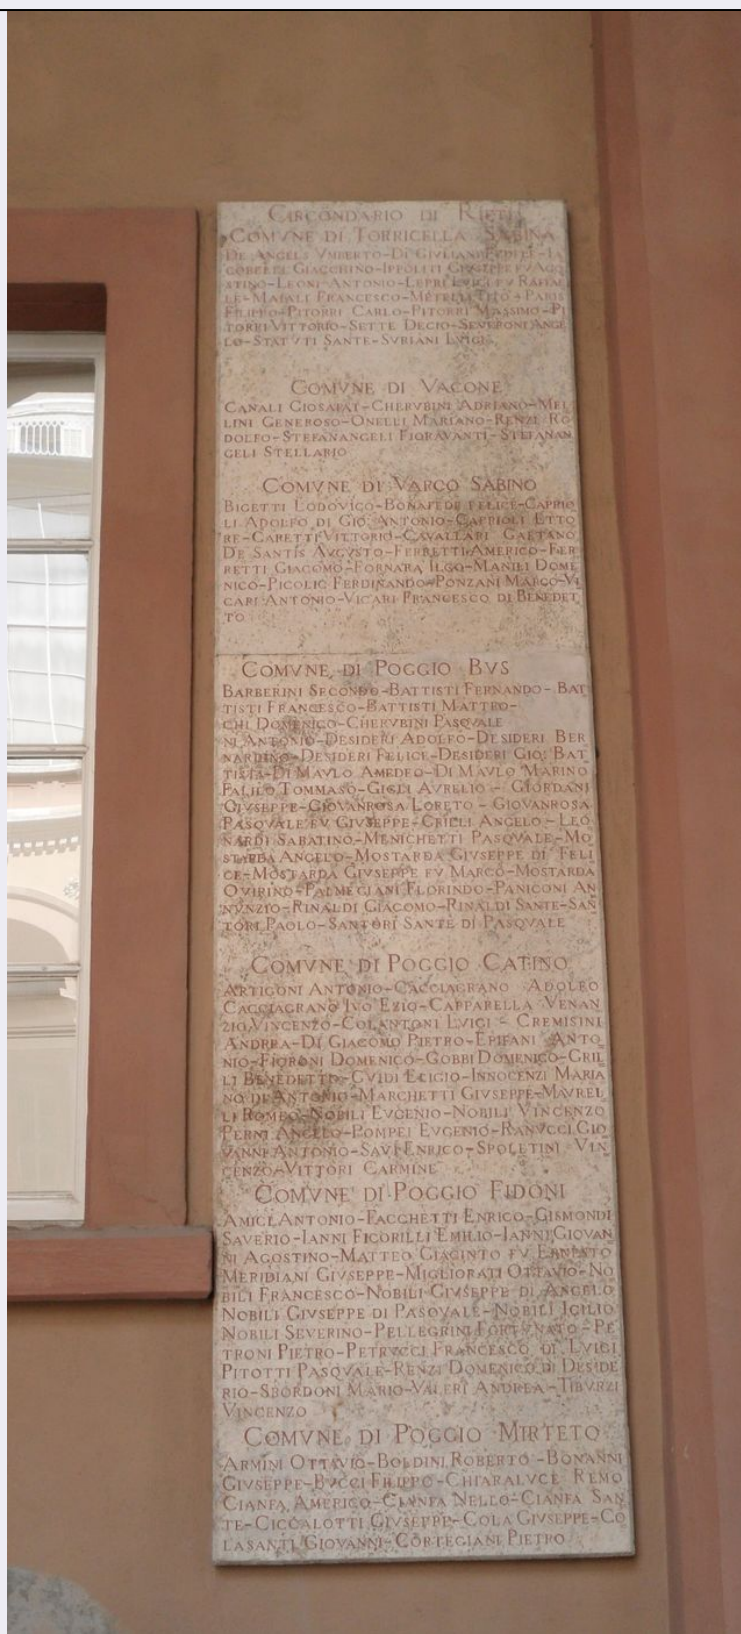 CIRCONDARIO DI RIETI
COMVNE DI TORRICELLA SABINA
DE ANGELS VMBERTO-DI GIVLIANI FEDELE-IA
COBELLI GIACCHINO-IPPOLITI GIVSEPPE FV AGO
STINO-LEONI ANTONIO-LEPRI LVIGI FV RAFFAE
LE-MAFALI FRANCESCO-METELLI TITO-PARIS
FILIPPO-PITORRI CARLO-PITORRI MASSIMO-PI
TORRI VITTORIO-SETTE DECIO-SEVERONI ANGE
LO-STATVTI SANTE-SVRIANI LVIGI
COMVNE DI VACONE
CANALI GIOSAFAT-CHERVBINI ADRIANO-MEL
LINI GENEROSO-ONELLI MARIANO-RENZI RO
DOLFO-STEFANANGELI FIORAVANTI-STEFANAN
GELI STELLARIO
COMVNE DI VARCO SABINO
BIGETTI LODOVICO-BONAFEDE FELICE-CAPRIO
LI ADOLFO DI GIO. ANTONIO-CAPRIOLI ETTO
RE-CARETTI VITTORIO-CAVALLARI GAETANO
DE SANTIS AVGVSTO-FERRETTI AMERICO-FER
RETTI GIACOMO-FORNARA ILGO-MANILI DOME
NICO-PICOLIC FERDINANDO-PONZANI MARCO-VI
CARI ANTONIO-VICARI FRANCESCO DI BENEDET
TO
COMVNE DI POGGIO BVS
BARBERINI SECONDO-BATTISTI FERNANDO-BAT
TISTI FRANCESCO-BATTISTI MATTEO-
CHI DOMENICO-CHERVBINI PASQVALE
NI ANTONIO-DESIDERI ADOLFO-DESIDERI BER
NARDINO-DESIDERI FELICE-DESIDERI GIO. BAT
TISTA-DI MAVLO AMEDEO-DI MAVLO MARINO
FALILO TOMMASO-GIGLI AVRELIO-GIORDANI
GIVSEPPE-GIOVANROSA LORETO-GIOVANROSA
PASQVALE FV GIVSEPPE-GRILLI ANGELO-LEO
NARDI SABATINO-MENICHETTI PASQVALE-MO
STARDA ANGELO-MOSTARDA GIVSEPPE DI FELI
CE-MOSTARDA GIVSEPPE FV MARCO-MOSTARDA
QVIRINO-PALMEGIANI FLORINDO-PANICONI AN
NVNZIO-RINALDI GIACOMO-RINALDI SANTE-SAN
TORI PAOLO-SANTORI SANTE DI PASQVALE
COMVNE DI POGGIO CATINO
ARTIGONI ANTONIO-CACCIAGRANO ADOLFO
CACCIAGRANO IVO EZIO-CAPPARELLA VENAN
ZIO VINCENZO-COLANTONI LVIGI-CREMISINI
ANDREA-DI GIACOMO PIETRO-EPIFANI ANTO
NIO-FIORONI DOMENICO-GOBBI DOMENICO-GRIL
LI BENEDETTO-GVIDI ELIGIO-INNOCENZI MARIA
NO DI ANTONIO-MARCHETTI GIVSEPPE-MAVREL
LI ROMEO-NOBILI EVGENIO-NOBILI VINCENZO
PERNI ANGELO-POMPEI EVGENIO-RANVCCI GIO
VANNI ANTONIO-SAVI ENRICO-SPOLETINI VIN
CENZO-VITTORI CARMINE
COMVNE DI POGGIO FIDONI
AMICI ANTONIO-FACCHETTI ENRICO-GISMONDI
SAVERIO-IANNI FICORILLI EMILIO-IANNI GIOVAN
NI AGOSTINO-MATTEO GIACINTO FV ERNESTO
MERIDIANI GIVSEPPE-MIGLIORATI OTTAVIO-NO
BILI FRANCESCO-NOBILI GIVSEPPE DI ANGELO
NOBILI GIVSEPPE DI PASQVALE-NOBILI IGILIO
NOBILI SEVERINO-PELLEGRINI FORTVNATO-PE
TRONI PIETRO-PETRVCCI FRANCESCO DI LVIGI
PITOTTI PASQVALE-RENZI DOMENICO DI DESIDE
RIO-SBORDONI MARIO-VALERI ANDREA-TIBVRZI
VINCENZO
COMVNE DI POGGIO MIRTETO
ARMINI OTTAVIO-BOLDINI ROBERTO-BONANNI
GIVSEPPE-BVCCI FILIPPO-CHIARALVCE REMO
CIANFA AMERICO-CIANFA NELLO-CIANFA SAN
TE-CICCALOTTI GIVSEPPE-COLA GIVSEPPE-CO
LASANTI GIOVANNI-CORTEGIANI PIETRO